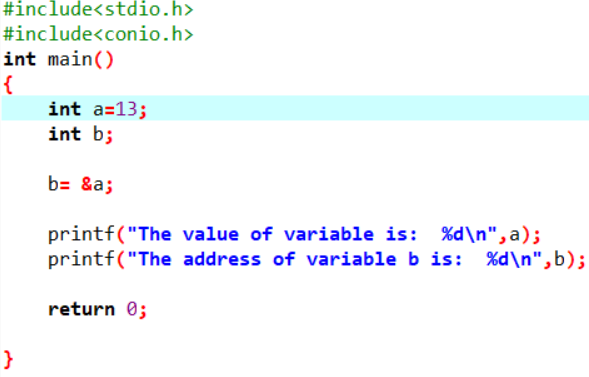 #include<stdio.h>
#include<conio.h>
int main()
{
    int a=13;
    int b;
    b= &a;
    printf("The value of variable is:  %d\n",a);
    printf("The address of variable b is:  %d\n",b);
    return 0;
}